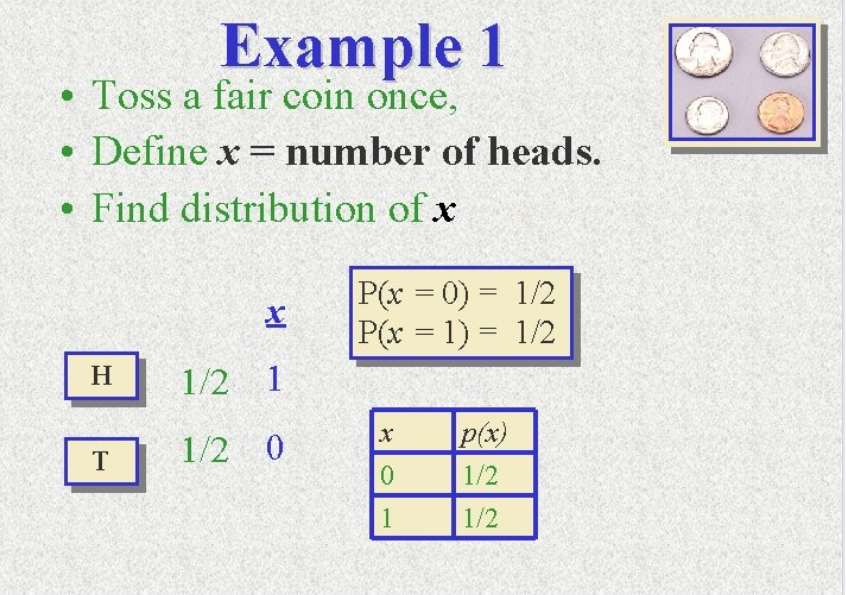 Example 1
• Toss a fair coin once,
• Define x = number of heads.
• Find distribution of x
x
H 1/2 1
T 1/2 0
P(x = 0) = 1/2
P(x = 1) = 1/2
x p(x)
0 1/2
1 1/2